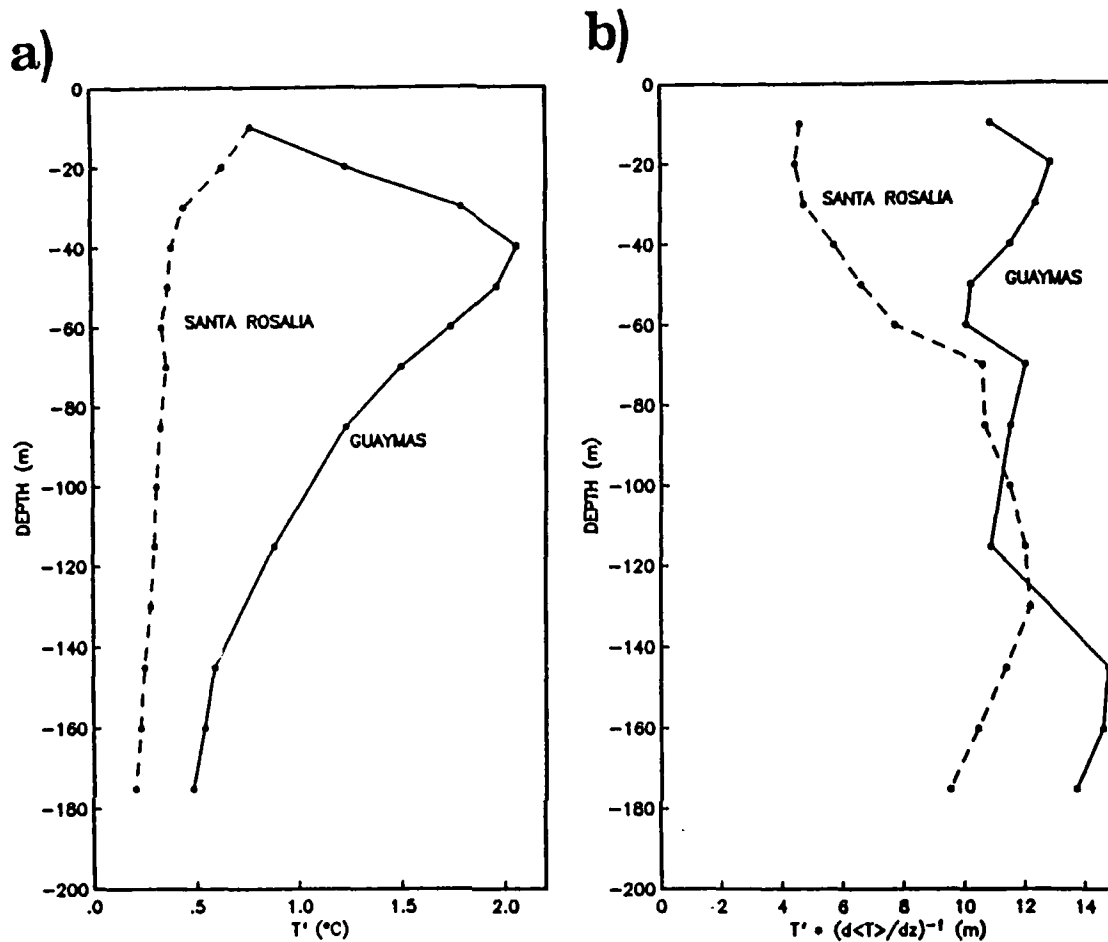 a)
0
-20
-40
-60
-80
-100
-120
-140
-160
-180
-200
DEPTH (m)
SANTA ROSALIA
GUAYMAS
.0 0.5 1.0 1.5 2.0
T' (°C)
b)
0
-20
-40
-60
-80
-100
-120
-140
-160
-180
-200
DEPTH (m)
SANTA ROSALIA
GUAYMAS
0 2 4 6 8 10 12 14
T' * (d<T>/dz)⁻¹ (m)